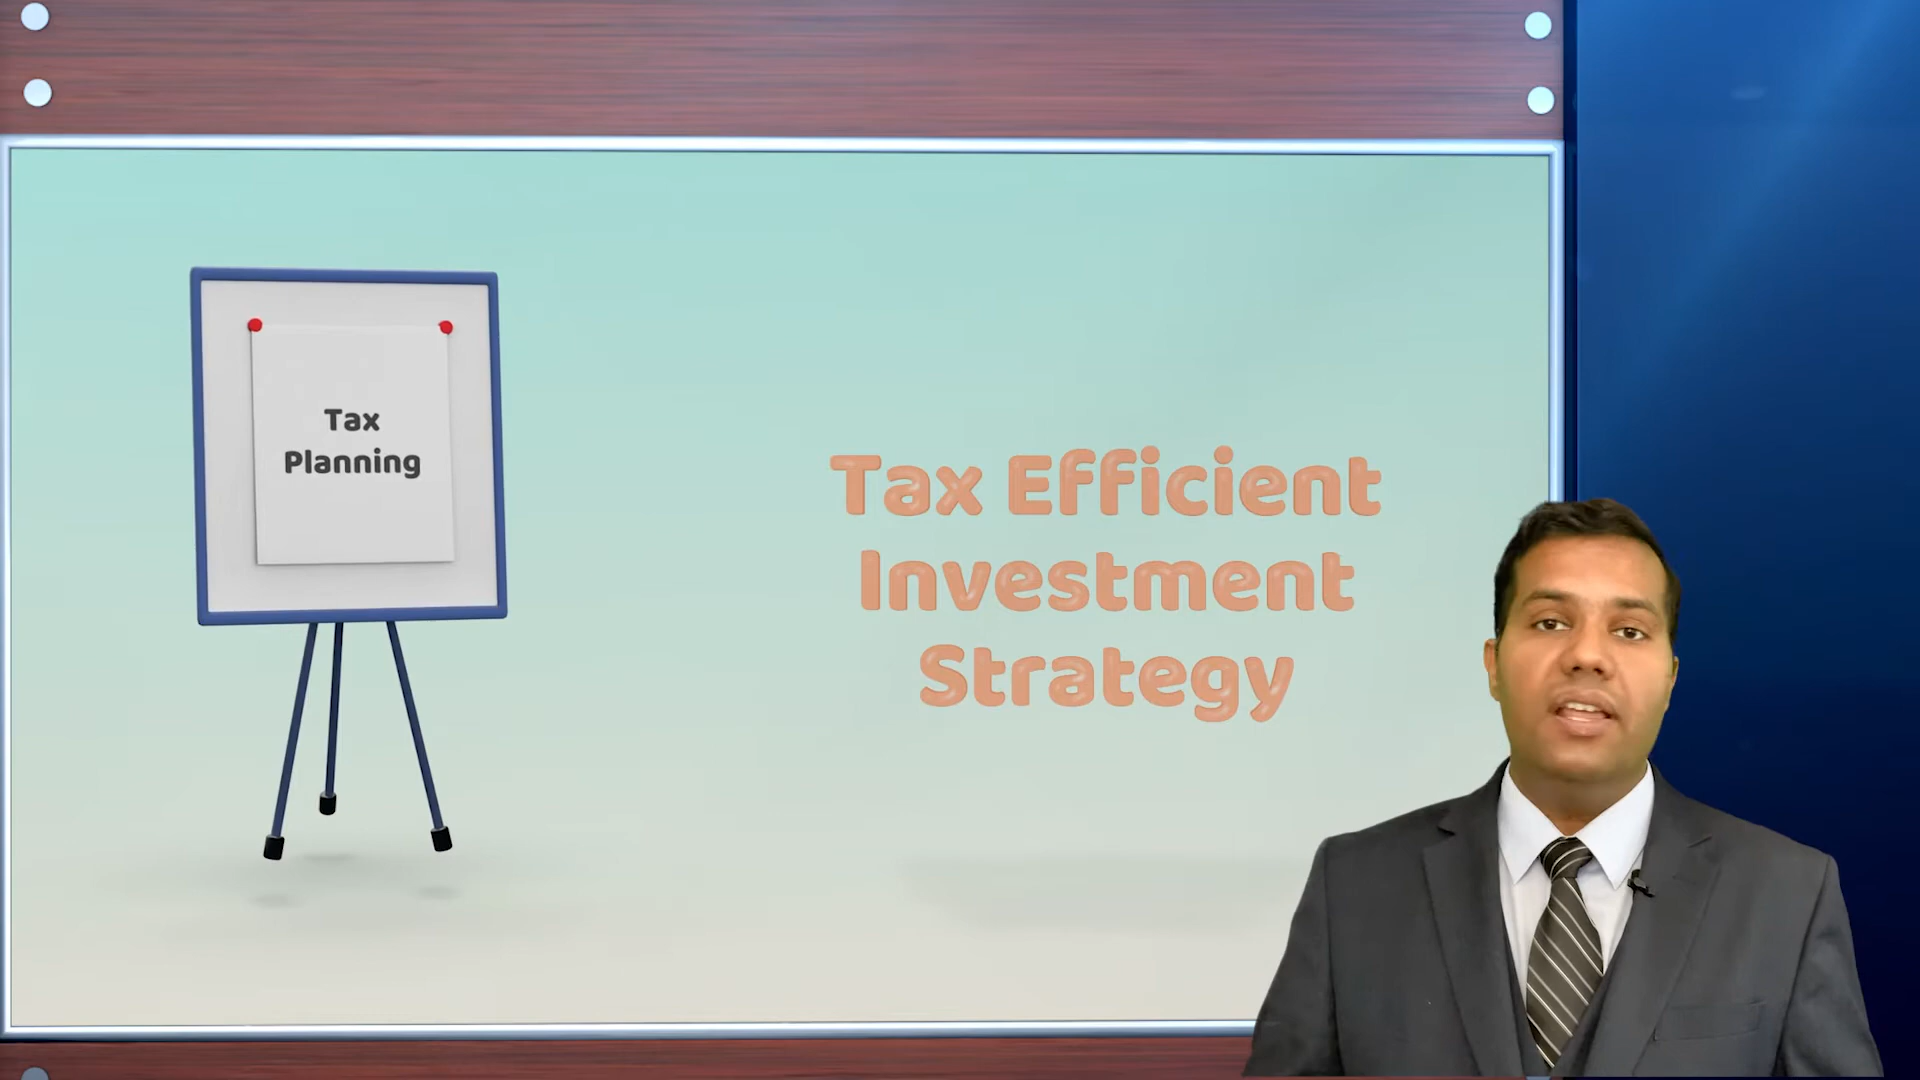 Tax
Planning
Tax Efficient
Investment
Strategy